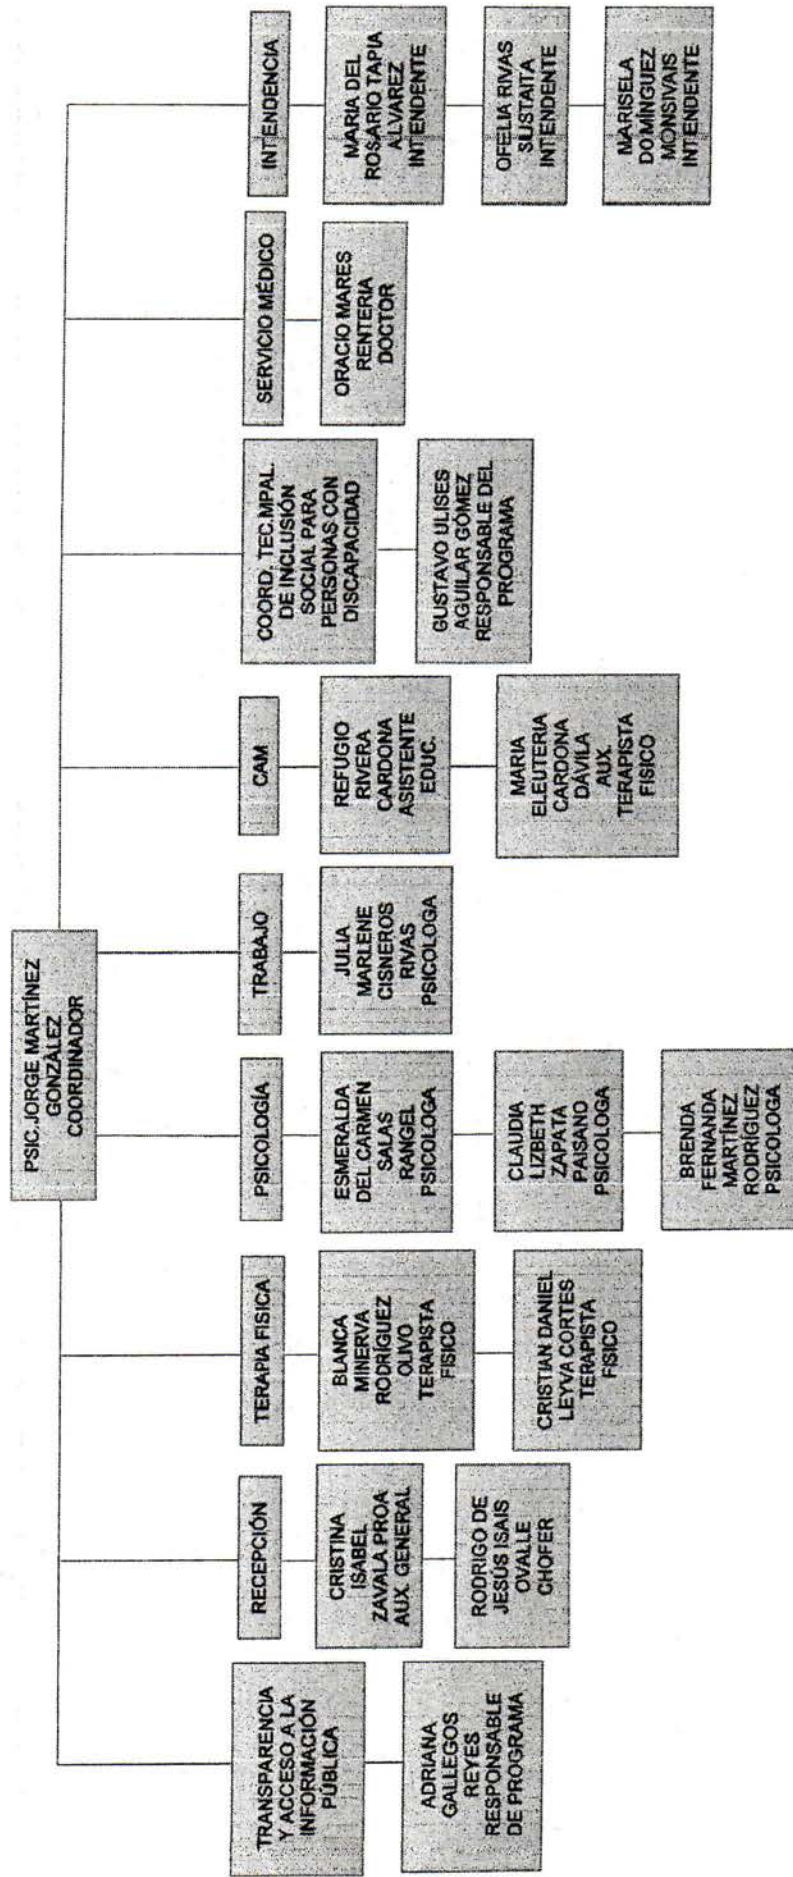 PSIC. JORGE MARTÍNEZ
GONZÀLEZ
COORDINADOR
TRANSPARENCIA
Y ACCESO A LA
INFORMACIÓN
PÚBLICA
ADRIANA
GALLEGOS
REYES
RESPONSABLE
DE PROGRAMA
RECEPCIÓN
CRISTINA
ISABEL
ZAVALA PROA
AUX. GENERAL
RODRIGO DE
JESÚS ISAIS
OVALLE
CHOFER
TERAPIA FISICA
BLANCA
MINERVA
RODRÍGUEZ
OLIVO
TERAPISTA
FISICO
CRISTIAN DANIEL
LEYVA CORTES
TERAPISTA
FISICO
PSICOLOGÍA
ESMERALDA
DEL CARMEN
SALAS
RANGEL
PSICOLOGA
CLAUDIA
LIZBETH
ZAPATA
PAISANO
PSICOLOGA
BRENDA
FERNANDA
MARTÍNEZ
RODRÍGUEZ
PSICOLOGA
TRABAJO
JULIA
MARLENE
CISNEROS
RIVAS
PSICOLOGA
CAM
REFUGIO
RIVERA
CARDONA
ASISTENTE
EDUC.
MARIA
ELEUTERIA
CARDONA
DÁVILA
AUX.
TERAPISTA
FISICO
COORD. TEC.MPAL.
DE INCLUSIÓN
SOCIAL PARA
PERSONAS CON
DISCAPACIDAD
GUSTAVO ULISES
AGUILAR GÓMEZ
RESPONSABLE DEL
PROGRAMA
SERVICIO MÉDICO
ORACIO MARES
RENTERIA
DOCTOR
INTENDENCIA
MARIA DEL
ROSARIO TAPIA
ALVAREZ
INTENDENTE
OFELIA RIVAS
SUSTAITA
INTENDENTE
MARISELA
DOMÍNGUEZ
MONSIVAIS
INTENDENTE